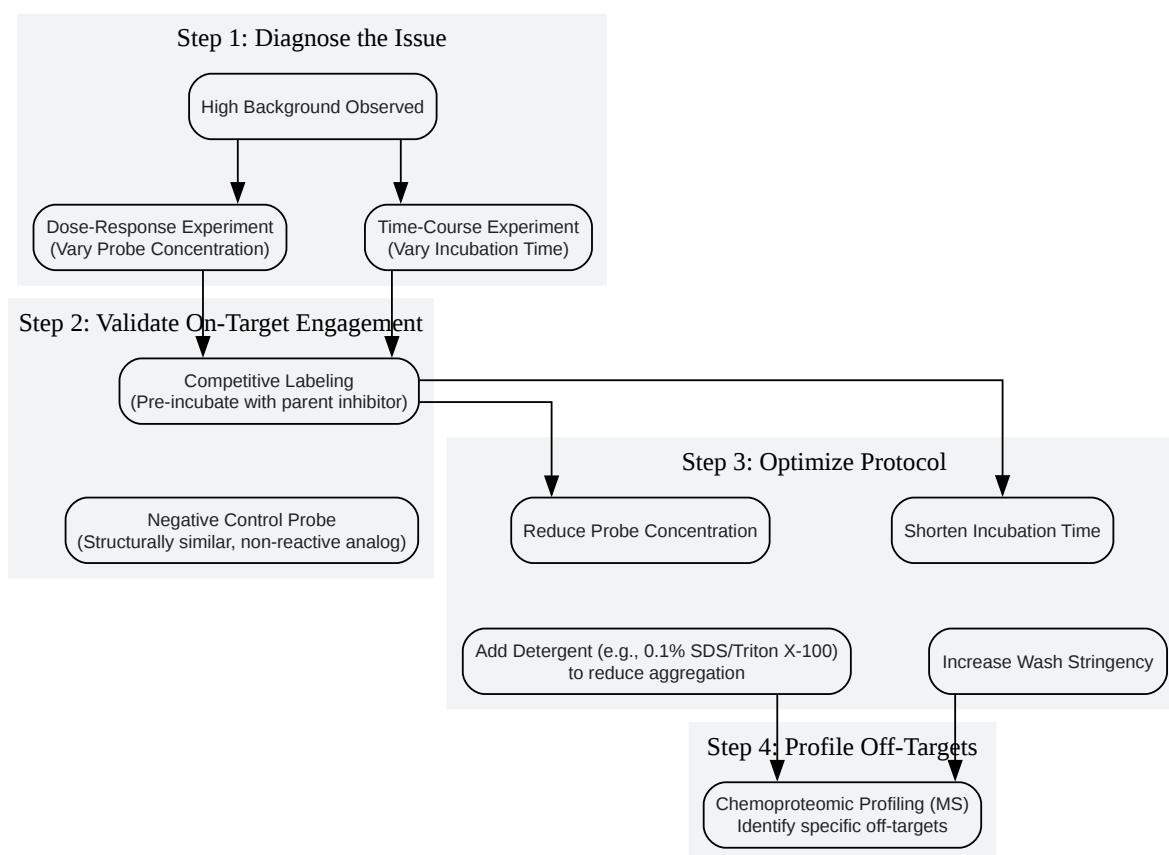 Step 1: Diagnose the Issue
High Background Observed
Dose-Response Experiment
(Vary Probe Concentration)
Time-Course Experiment
(Vary Incubation Time)
Step 2: Validate On-Target Engagement
Competitive Labeling
(Pre-incubate with parent inhibitor)
Negative Control Probe
(Structurally similar, non-reactive analog)
Step 3: Optimize Protocol
Reduce Probe Concentration
Shorten Incubation Time
Add Detergent (e.g., 0.1% SDS/Triton X-100)
to reduce aggregation
Increase Wash Stringency
Step 4: Profile Off-Targets
Chemoproteomic Profiling (MS)
Identify specific off-targets